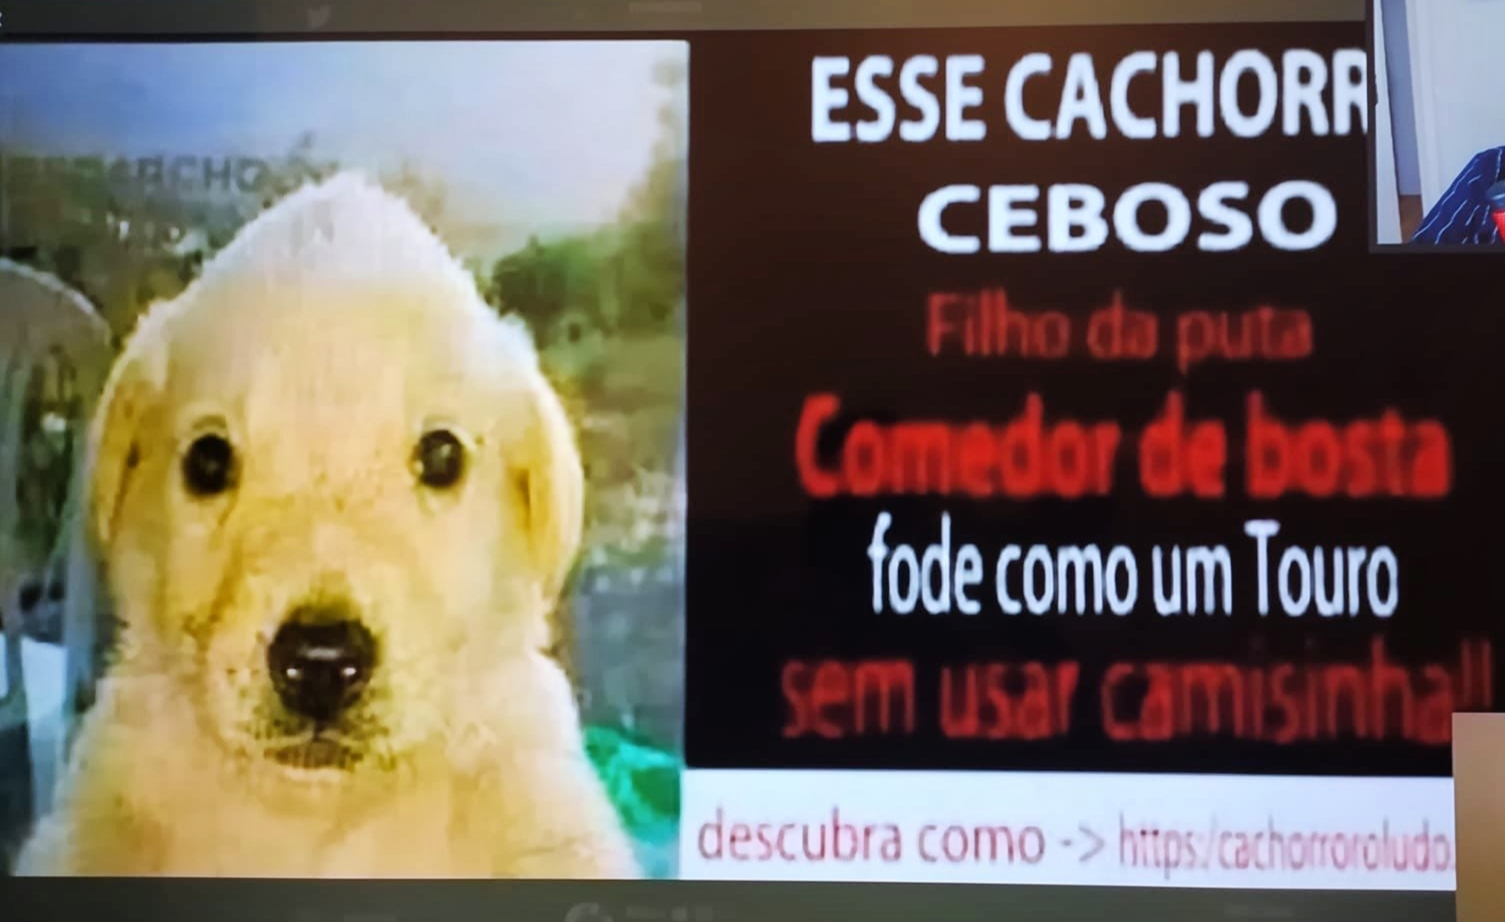 ESSE CACHORR
CEBOSO
Filho da puta
Comedor de bosta
fode como um Touro
sem usar camisinha!!
descubra como -> https:/cachorroroludo.